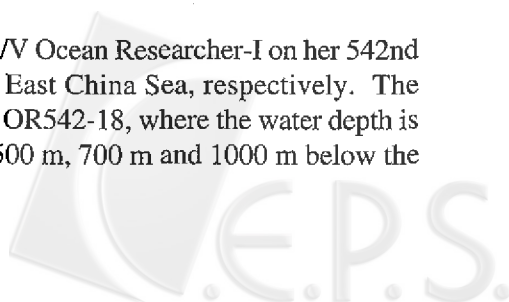 /V Ocean Researcher-I on her 542nd
East China Sea, respectively. The
OR542-18, where the water depth is
500 m, 700 m and 1000 m below the
C.E.P.S.